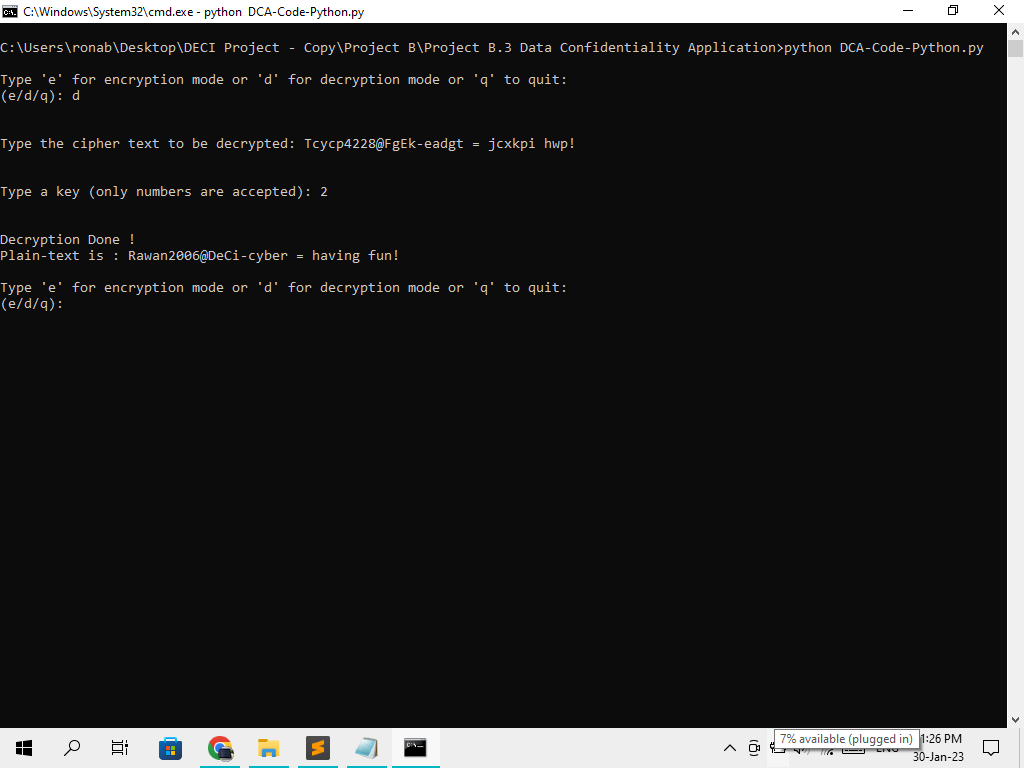 C:\Windows\System32\cmd.exe - python DCA-Code-Python.py
C:\Users\ronab\Desktop\DECI Project - Copy\Project B\Project B.3 Data Confidentiality Application>python DCA-Code-Python.py
Type 'e' for encryption mode or 'd' for decryption mode or 'q' to quit:
(e/d/q): d
Type the cipher text to be decrypted: Tcycp4228@FgEk-eadgt = jcxkpi hwp!
Type a key (only numbers are accepted): 2
Decryption Done !
Plain-text is : Rawan2006@DeCi-cyber = having fun!
Type 'e' for encryption mode or 'd' for decryption mode or 'q' to quit:
(e/d/q):
7% available (plugged in)
1:26 PM
ENG
30-Jan-23